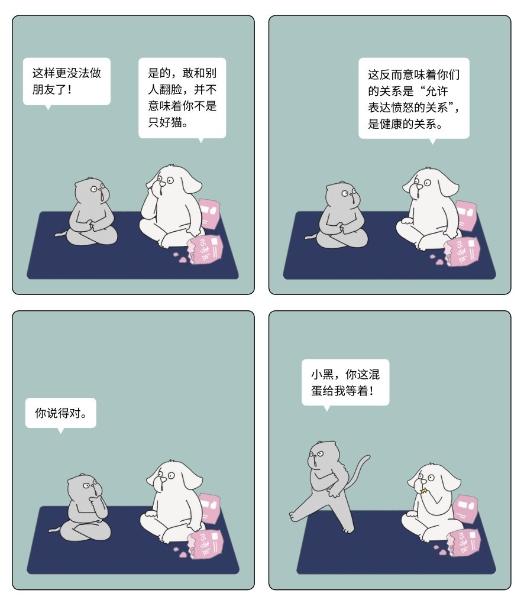 这样更没法做
朋友了！
是的，敢和别
人翻脸，并不
意味着你不是
只好猫。
这反而意味着你们
的关系是“允许
表达愤怒的关系”，
是健康的关系。
你说得对。
小黑，你这混
蛋给我等着！